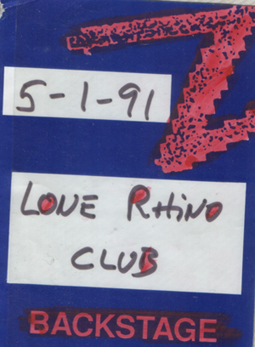 Z
5-1-91
LONE RHiNO
CLUB
BACKSTAGE